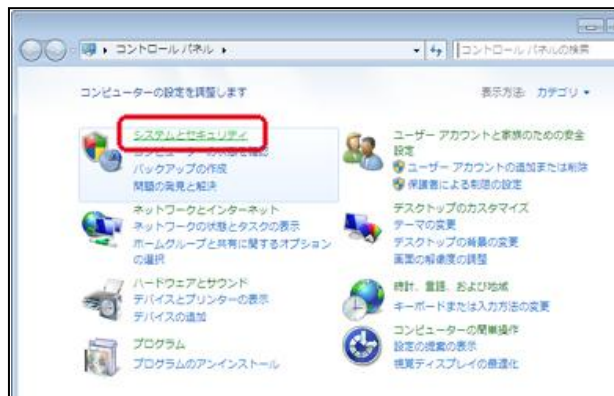 コントロール パネル
コントロール パネルの検索
コンピューターの設定を調整します
表示方法: カテゴリ
システムとセキュリティ
コンピューターの状態を確認
バックアップの作成
問題の発見と解決
ネットワークとインターネット
ネットワークの状態とタスクの表示
ホームグループと共有に関するオプション
の選択
ハードウェアとサウンド
デバイスとプリンターの表示
デバイスの追加
プログラム
プログラムのアンインストール
ユーザー アカウントと家族のための安全
設定
ユーザー アカウントの追加または削除
保護者による制限の設定
デスクトップのカスタマイズ
テーマの変更
デスクトップの背景の変更
画面の解像度の調整
時計、言語、および地域
キーボードまたは入力方法の変更
コンピューターの簡単操作
設定の提案の表示
視覚ディスプレイの最適化